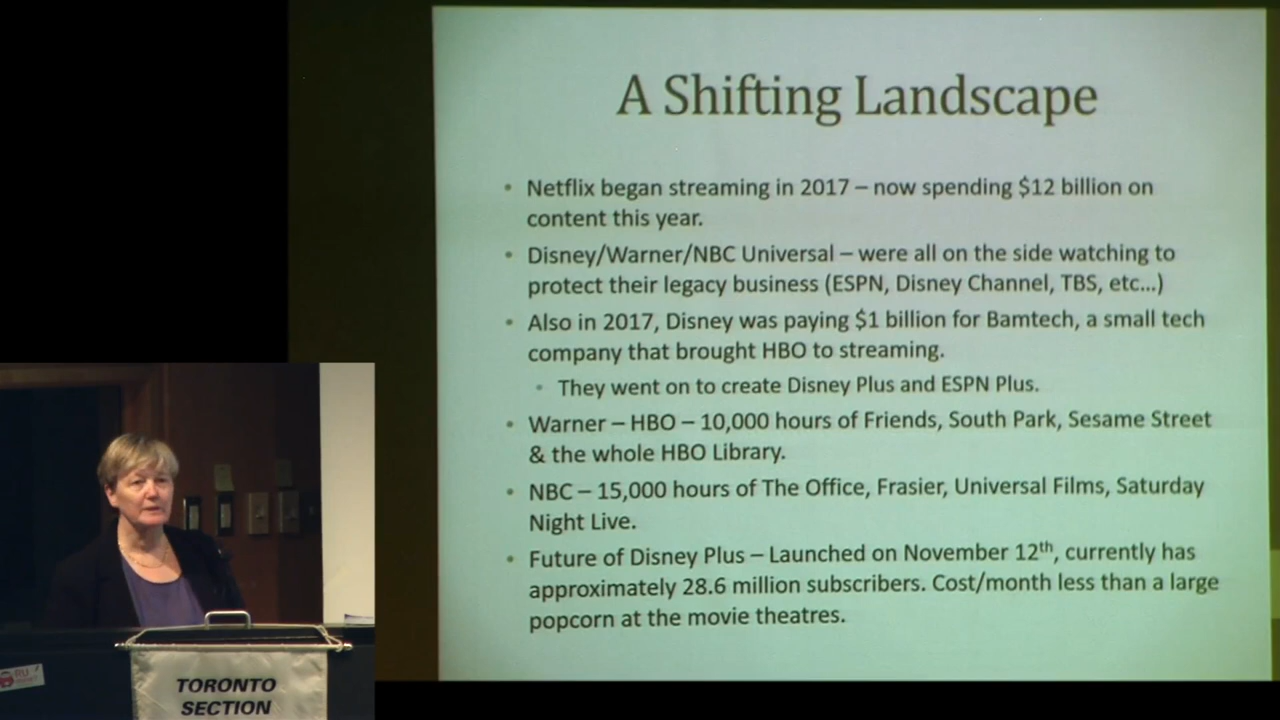 A Shifting Landscape
• Netflix began streaming in 2017 – now spending $12 billion on
content this year.
• Disney/Warner/NBC Universal – were all on the side watching to
protect their legacy business (ESPN, Disney Channel, TBS, etc...)
• Also in 2017, Disney was paying $1 billion for Bamtech, a small tech
company that brought HBO to streaming.
• They went on to create Disney Plus and ESPN Plus.
• Warner – HBO – 10,000 hours of Friends, South Park, Sesame Street
& the whole HBO Library.
• NBC – 15,000 hours of The Office, Frasier, Universal Films, Saturday
Night Live.
• Future of Disney Plus – Launched on November 12th, currently has
approximately 28.6 million subscribers. Cost/month less than a large
popcorn at the movie theatres.
TORONTO
SECTION